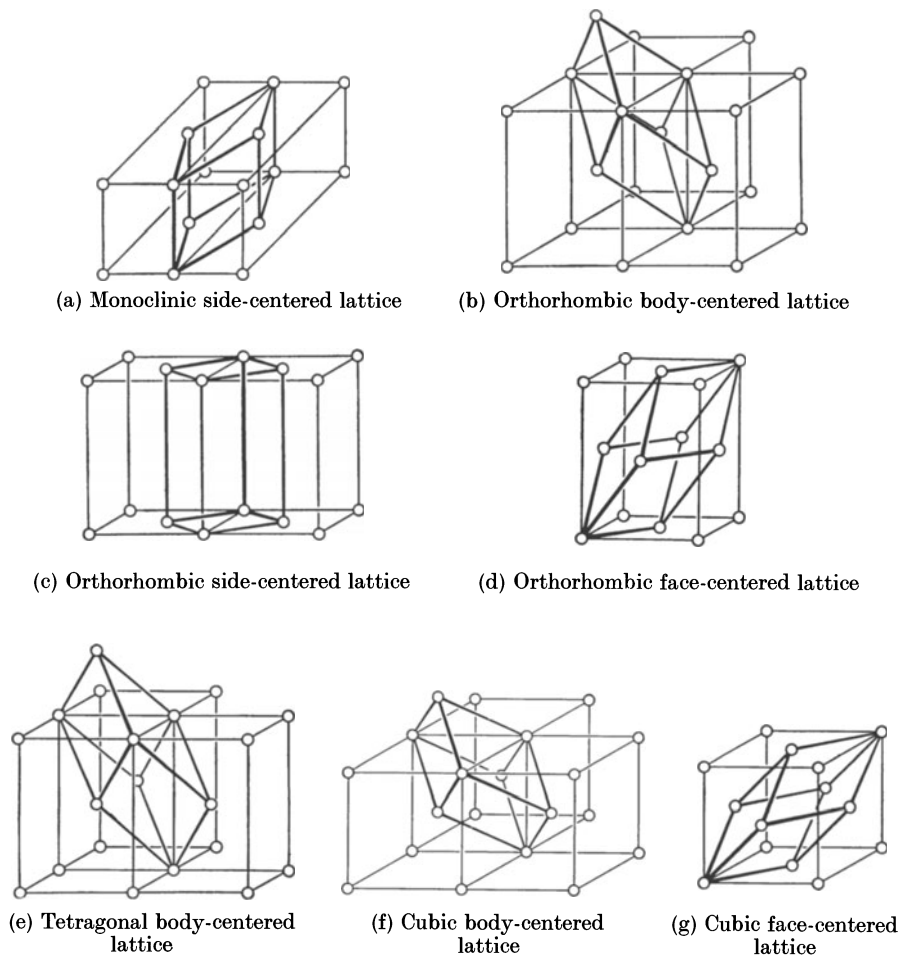 (a) Monoclinic side-centered lattice
(b) Orthorhombic body-centered lattice
(c) Orthorhombic side-centered lattice
(d) Orthorhombic face-centered lattice
(e) Tetragonal body-centered
lattice
(f) Cubic body-centered
lattice
(g) Cubic face-centered
lattice